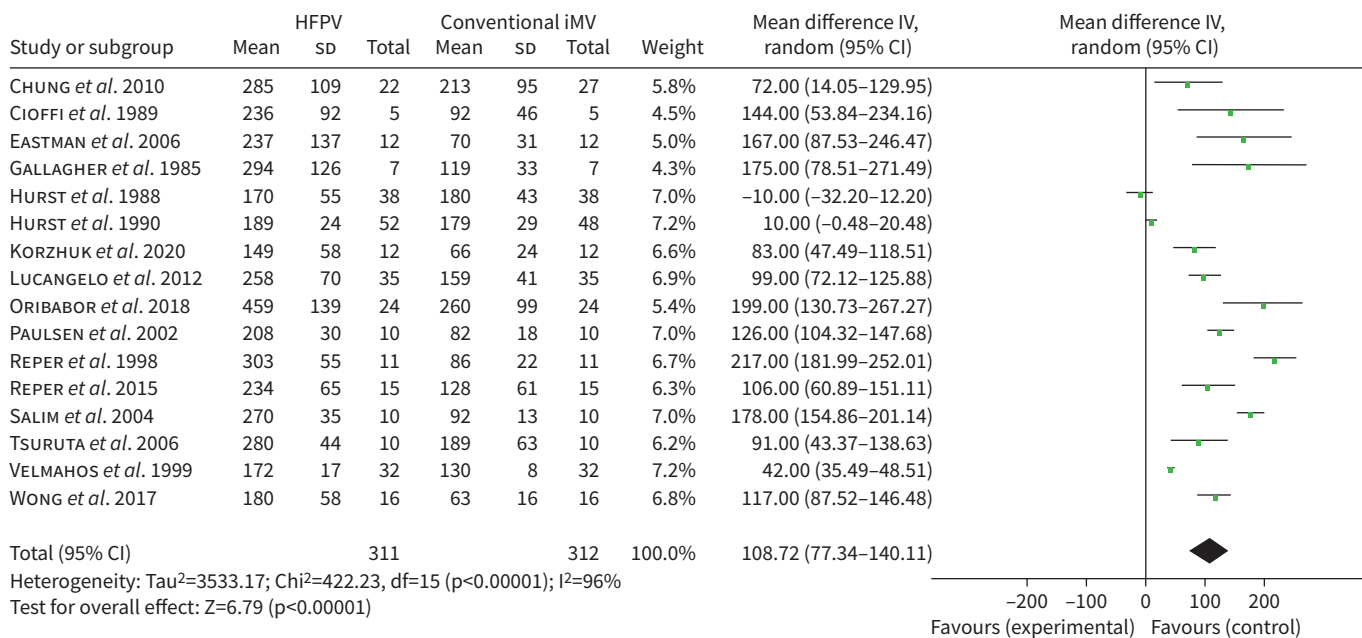 HFPV Conventional iMV Mean difference IV, Mean difference IV,
Study or subgroup Mean SD Total Mean SD Total Weight random (95% CI) random (95% CI)
CHUNG et al. 2010 285 109 22 213 95 27 5.8% 72.00 (14.05–129.95)
CIOFFI et al. 1989 236 92 5 92 46 5 4.5% 144.00 (53.84–234.16)
EASTMAN et al. 2006 237 137 12 70 31 12 5.0% 167.00 (87.53–246.47)
GALLAGHER et al. 1985 294 126 7 119 33 7 4.3% 175.00 (78.51–271.49)
HURST et al. 1988 170 55 38 180 43 38 7.0% –10.00 (–32.20–12.20)
HURST et al. 1990 189 24 52 179 29 48 7.2% 10.00 (–0.48–20.48)
KORZHUK et al. 2020 149 58 12 66 24 12 6.6% 83.00 (47.49–118.51)
LUCANGELO et al. 2012 258 70 35 159 41 35 6.9% 99.00 (72.12–125.88)
ORIBABOR et al. 2018 459 139 24 260 99 24 5.4% 199.00 (130.73–267.27)
PAULSEN et al. 2002 208 30 10 82 18 10 7.0% 126.00 (104.32–147.68)
REPER et al. 1998 303 55 11 86 22 11 6.7% 217.00 (181.99–252.01)
REPER et al. 2015 234 65 15 128 61 15 6.3% 106.00 (60.89–151.11)
SALIM et al. 2004 270 35 10 92 13 10 7.0% 178.00 (154.86–201.14)
TSURUTA et al. 2006 280 44 10 189 63 10 6.2% 91.00 (43.37–138.63)
VELMAHOS et al. 1999 172 17 32 130 8 32 7.2% 42.00 (35.49–48.51)
WONG et al. 2017 180 58 16 63 16 16 6.8% 117.00 (87.52–146.48)
Total (95% CI) 311 312 100.0% 108.72 (77.34–140.11)
Heterogeneity: Tau²=3533.17; Chi²=422.23, df=15 (p<0.00001); I²=96%
Test for overall effect: Z=6.79 (p<0.00001)
–200 –100 0 100 200
Favours (experimental) Favours (control)